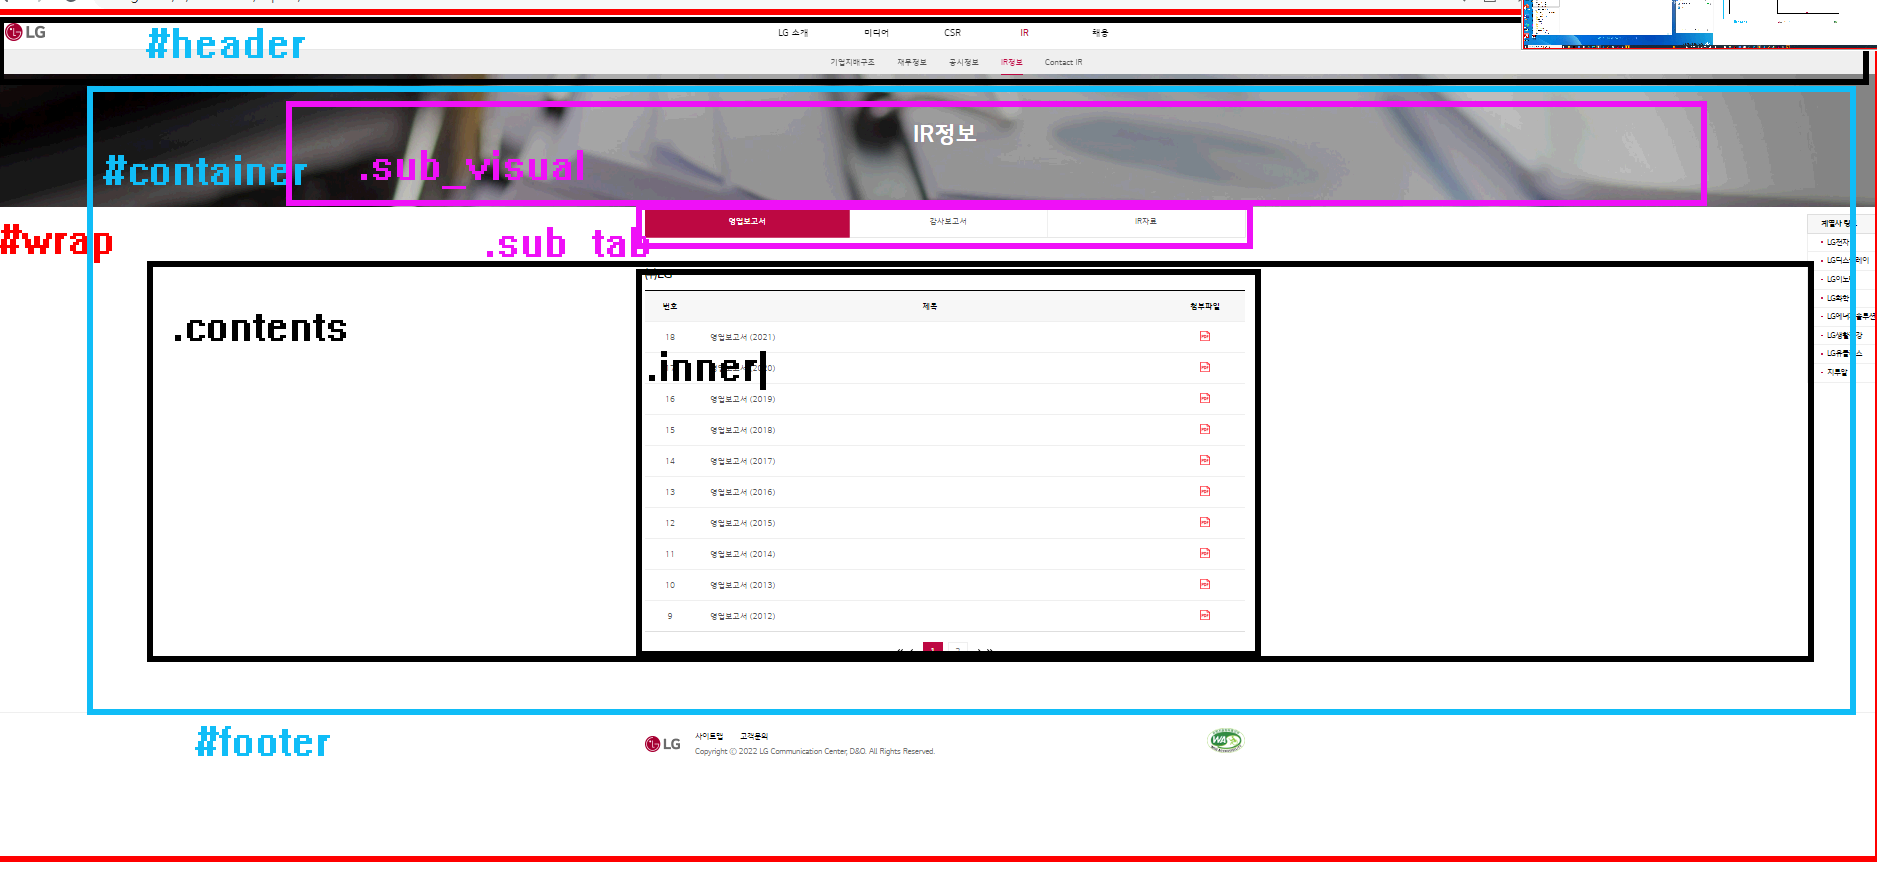 LG
#header
LG 소개 미디어 CSR IR 채용
기업지배구조 재무정보 공시정보 IR정보 Contact IR
IR정보
#container
.sub_visual
#wrap
.sub_tab
영업보고서 감사보고서 IR자료
계열사
LG전자
LG디스플레이
LG이노텍
LG화학
LG에너지솔루션
LG생활건강
LG유플러스
지투알
(주)LG
.contents
.inner
번호 제목 첨부파일
18 영업보고서 (2021)
영업보고서 (2020)
16 영업보고서 (2019)
15 영업보고서 (2018)
14 영업보고서 (2017)
13 영업보고서 (2016)
12 영업보고서 (2015)
11 영업보고서 (2014)
10 영업보고서 (2013)
9 영업보고서 (2012)
1 2
#footer
LG
사이트맵 고객문의
Copyright ⓒ 2022 LG Communication Center, D&O. All Rights Reserved.
WA